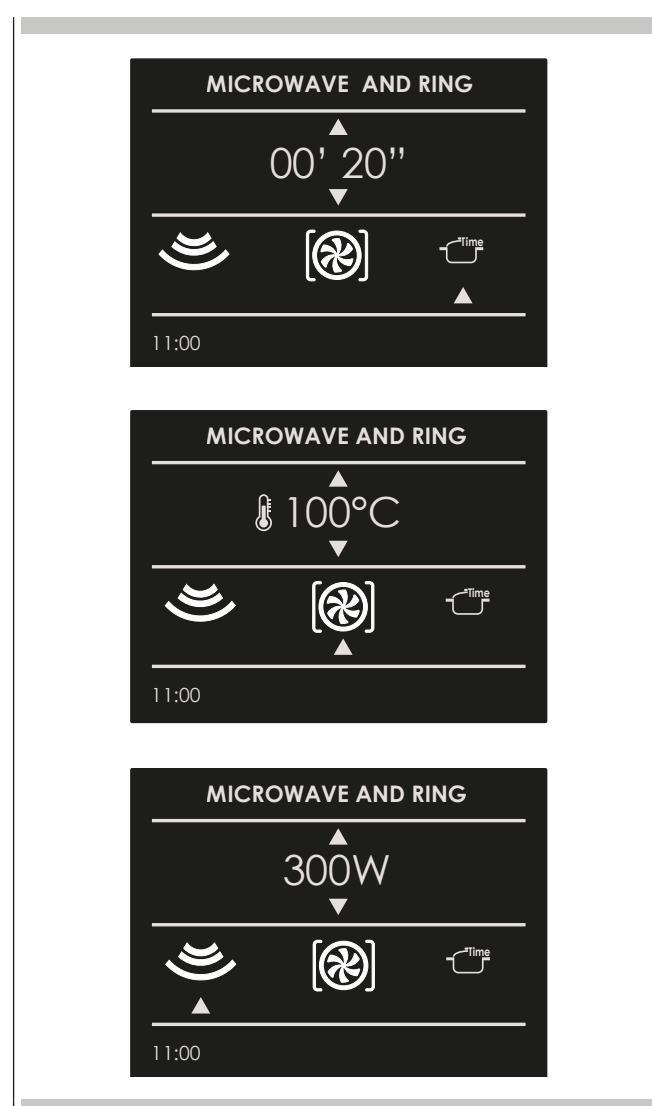 MICROWAVE AND RING
00’ 20’’
Time
11:00
MICROWAVE AND RING
100°C
Time
11:00
MICROWAVE AND RING
300W
Time
11:00